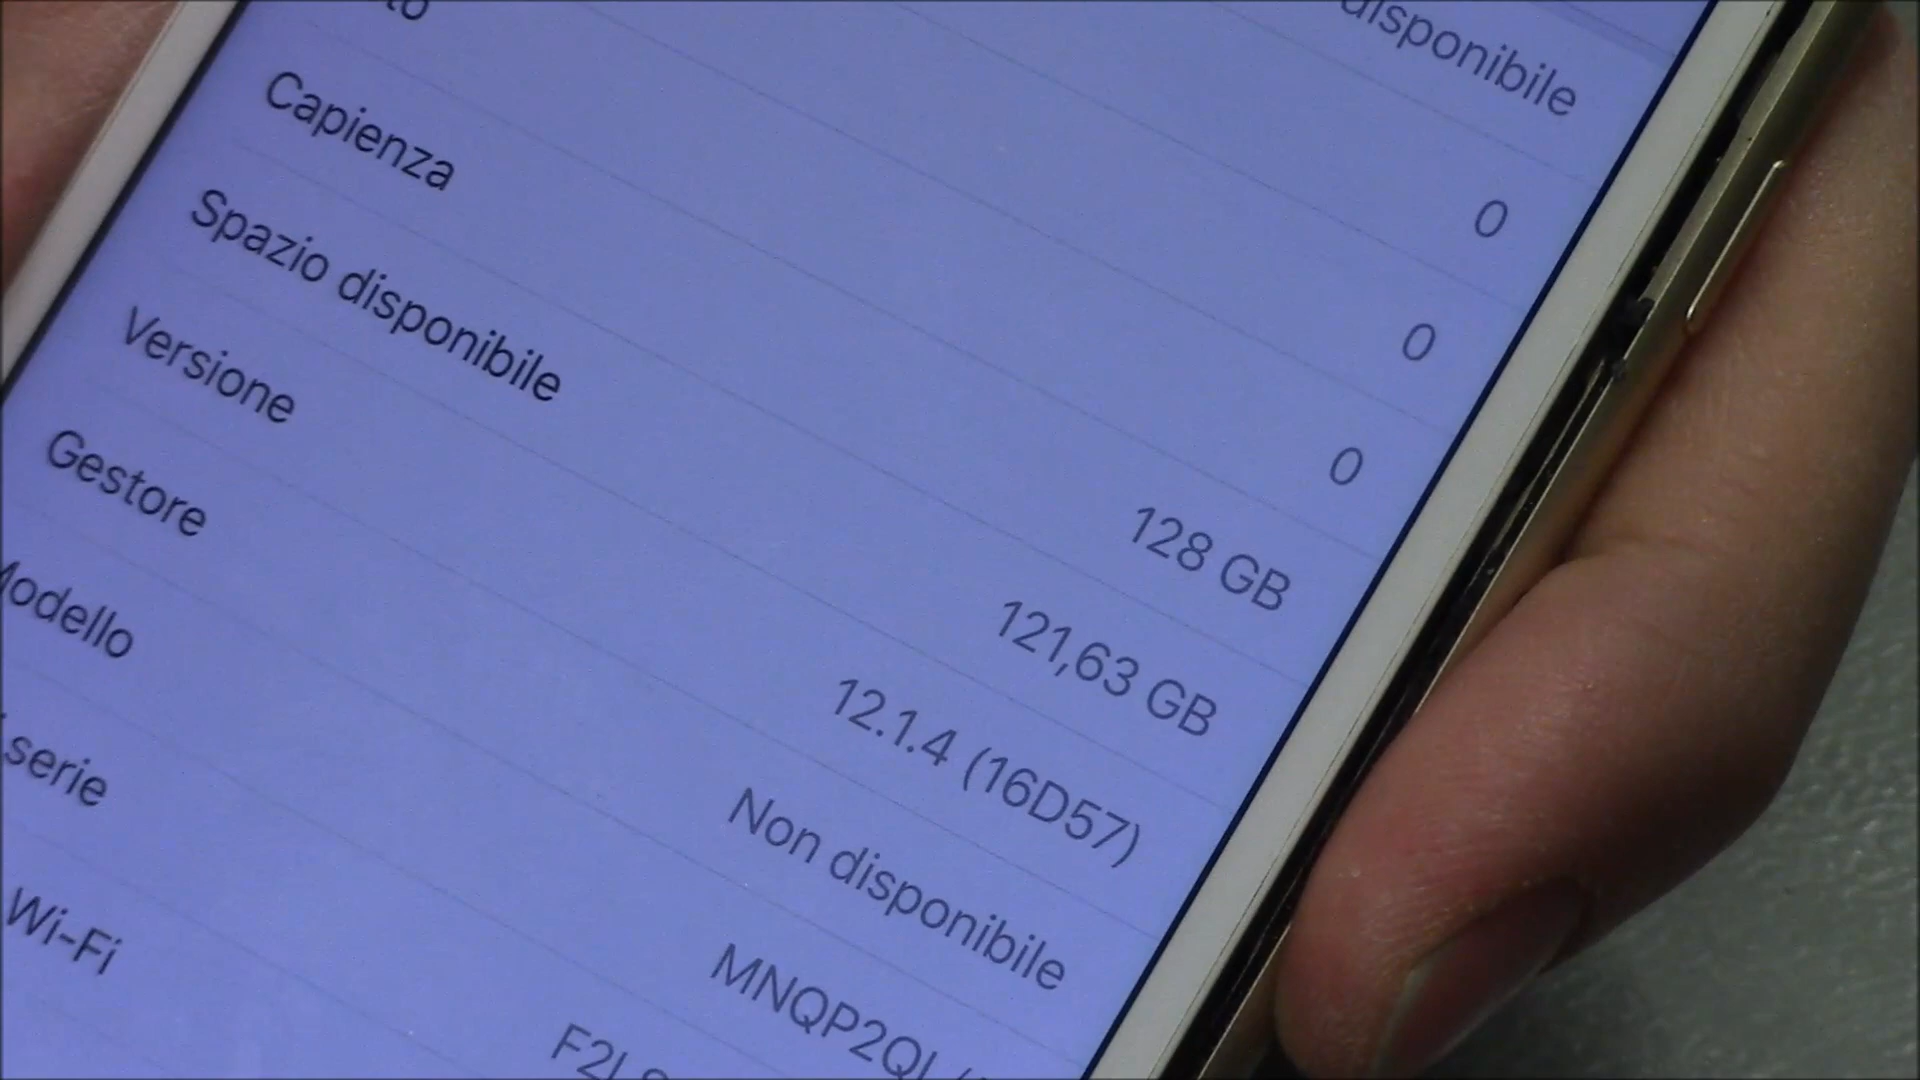 disponibile
0
0
0
Capienza 128 GB
Spazio disponibile 121,63 GB
Versione 12.1.4 (16D57)
Gestore Non disponibile
Modello MNQP2QL
serie
Wi-Fi